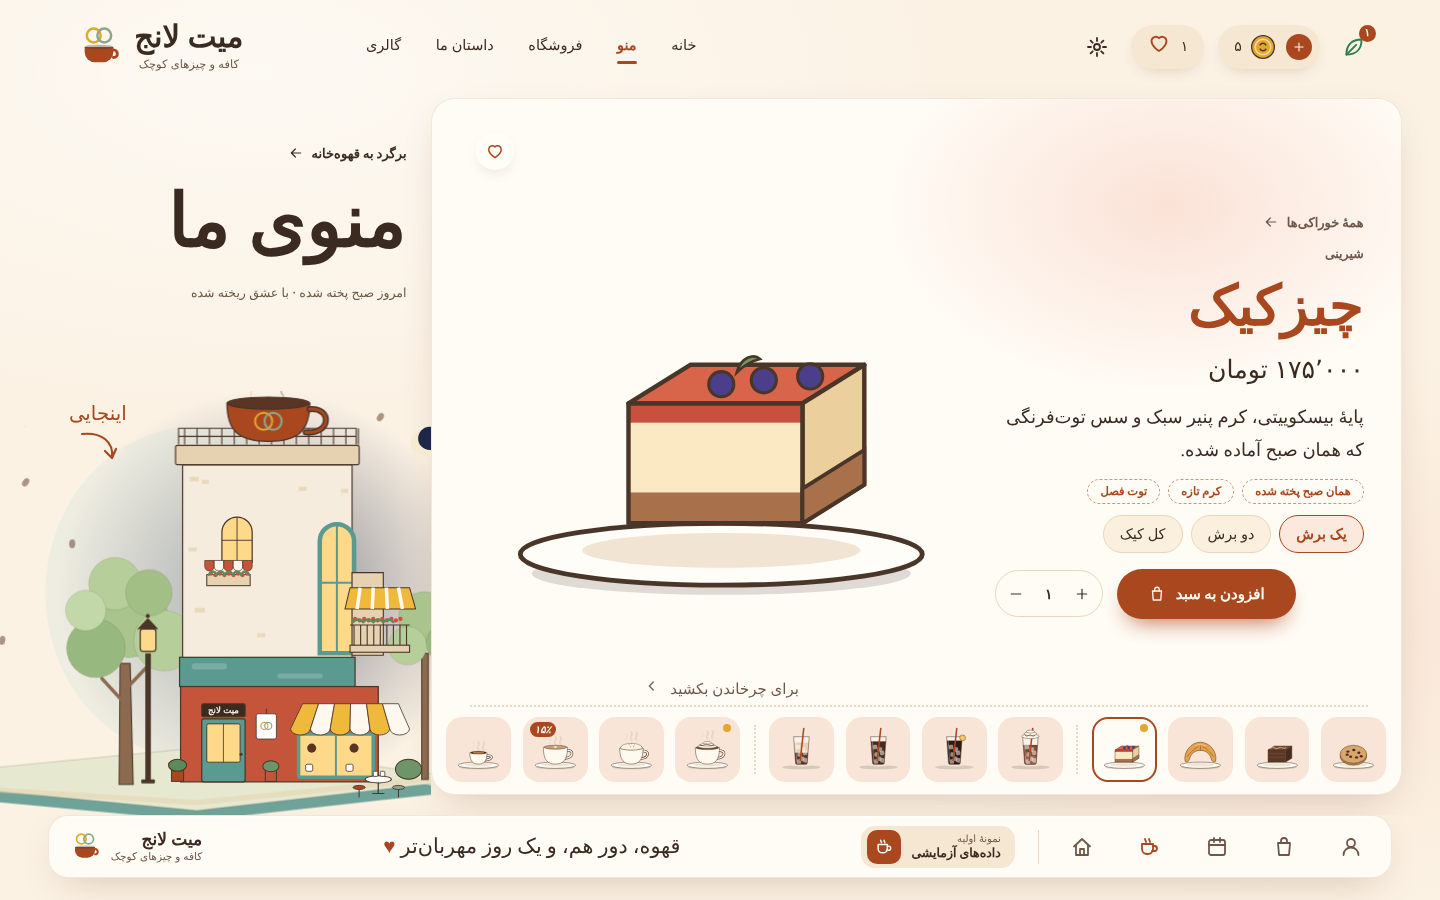 میت لانج
کافه و چیزهای کوچک
خانه
منو
فروشگاه
داستان ما
گالری
۱
۵
۱
برگرد به قهوه‌خانه
منوی ما
امروز صبح پخته شده · با عشق ریخته شده
اینجایی
میت لانج
همهٔ خوراکی‌ها
شیرینی
چیزکیک
۱۷۵٬۰۰۰ تومان
پایهٔ بیسکوییتی، کرم پنیر سبک و سس توت‌فرنگی
که همان صبح آماده شده.
همان صبح پخته شده
کرم تازه
توت فصل
یک برش
دو برش
کل کیک
افزودن به سبد
+ ۱ −
برای چرخاندن بکشید
۱۵٪
نمونهٔ اولیه
داده‌های آزمایشی
قهوه، دور هم، و یک روز مهربان‌تر ♥
میت لانج
کافه و چیزهای کوچک